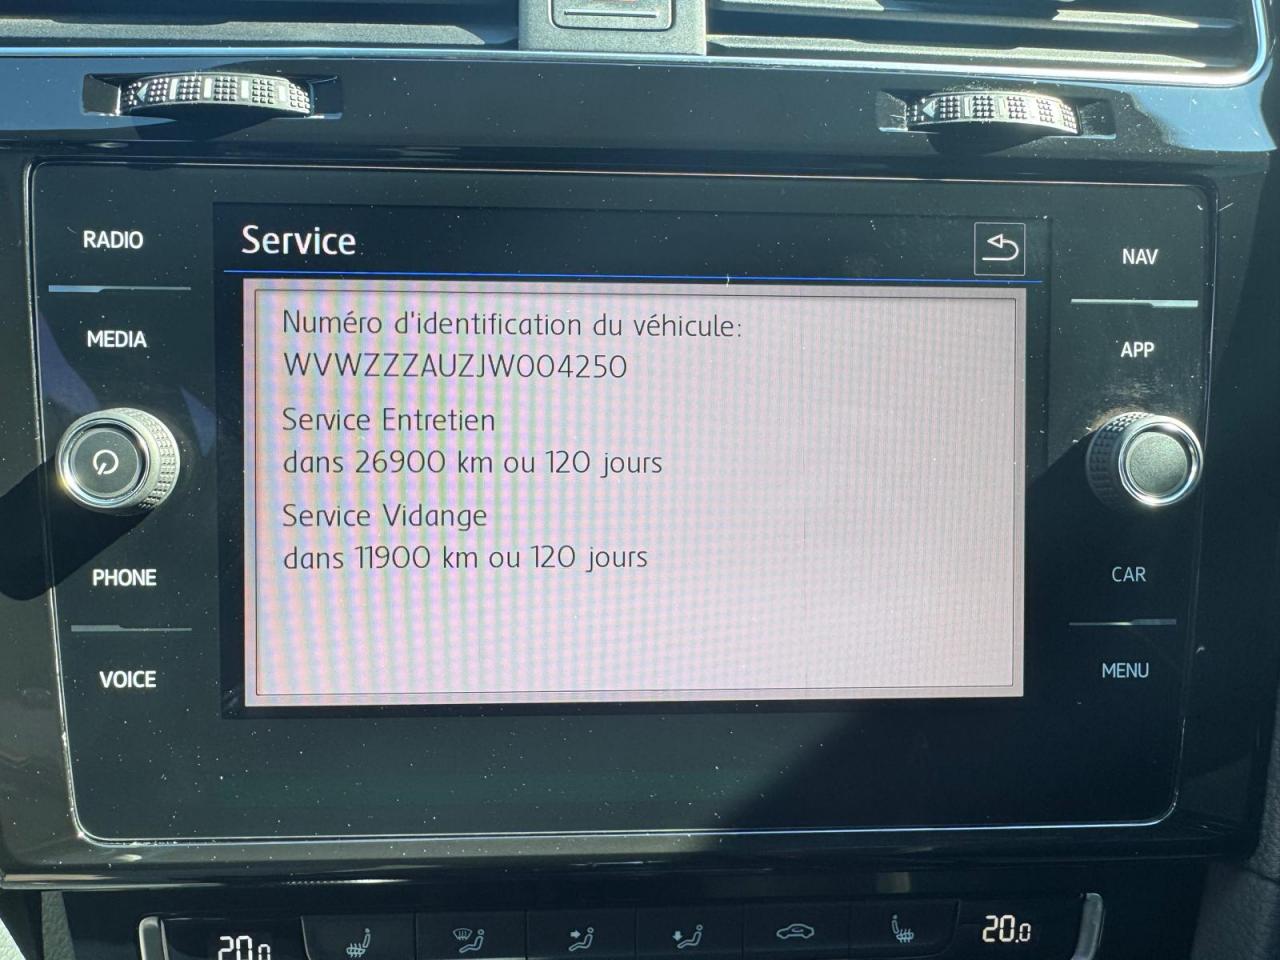 Service
RADIO
MEDIA
PHONE
VOICE
Numéro d'identification du véhicule:
WVWZZZAUZJW004250
Service Entretien
dans 26900 km ou 120 jours
Service Vidange
dans 11900 km ou 120 jours
NAV
APP
CAR
MENU
20.0
20.0